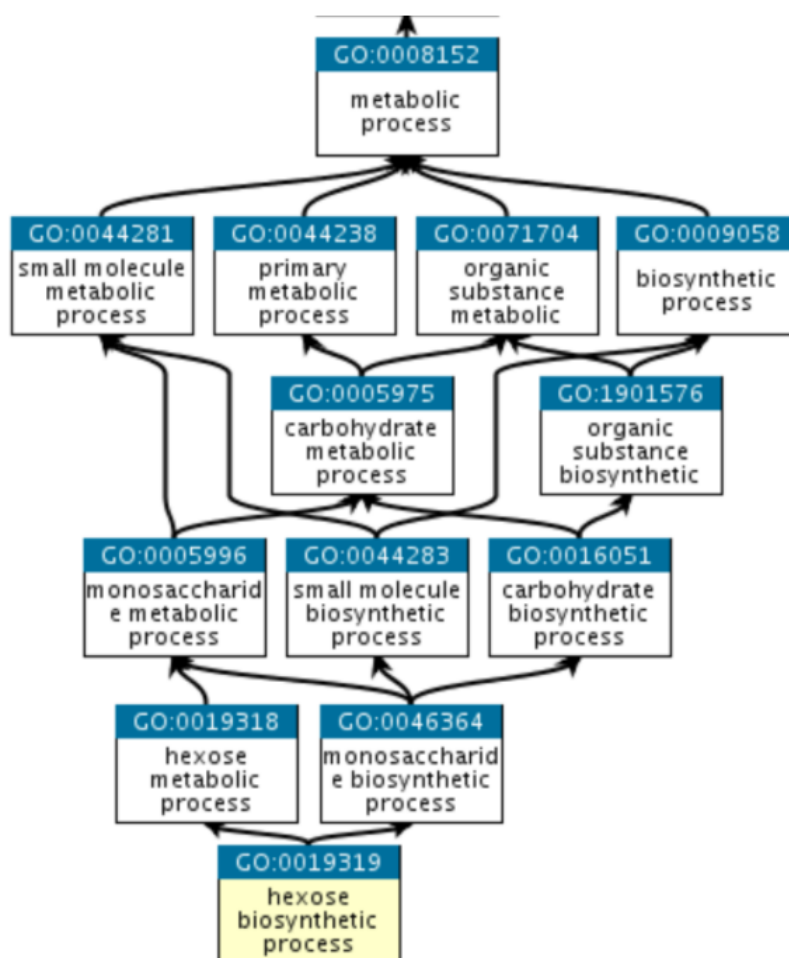 GO:0008152
metabolic
process
GO:0044281
small molecule
metabolic
process
GO:0044238
primary
metabolic
process
GO:0071704
organic
substance
metabolic
GO:0009058
biosynthetic
process
GO:0005975
carbohydrate
metabolic
process
GO:1901576
organic
substance
biosynthetic
GO:0005996
monosaccharid
e metabolic
process
GO:0044283
small molecule
biosynthetic
process
GO:0016051
carbohydrate
biosynthetic
process
GO:0019318
hexose
metabolic
process
GO:0046364
monosaccharid
e biosynthetic
process
GO:0019319
hexose
biosynthetic
process